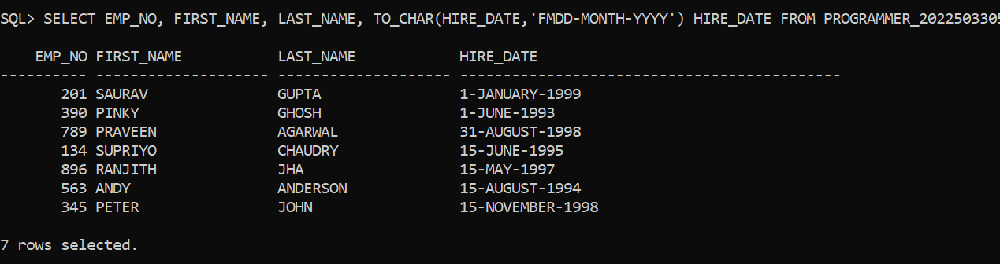 SQL> SELECT EMP_NO, FIRST_NAME, LAST_NAME, TO_CHAR(HIRE_DATE,'FMDD-MONTH-YYYY') HIRE_DATE FROM PROGRAMMER_2022503305
EMP_NO FIRST_NAME LAST_NAME HIRE_DATE
---------- -------------------- -------------------- --------------------------------------------
201 SAURAV GUPTA 1-JANUARY-1999
390 PINKY GHOSH 1-JUNE-1993
789 PRAVEEN AGARWAL 31-AUGUST-1998
134 SUPRIYO CHAUDRY 15-JUNE-1995
896 RANJITH JHA 15-MAY-1997
563 ANDY ANDERSON 15-AUGUST-1994
345 PETER JOHN 15-NOVEMBER-1998
7 rows selected.